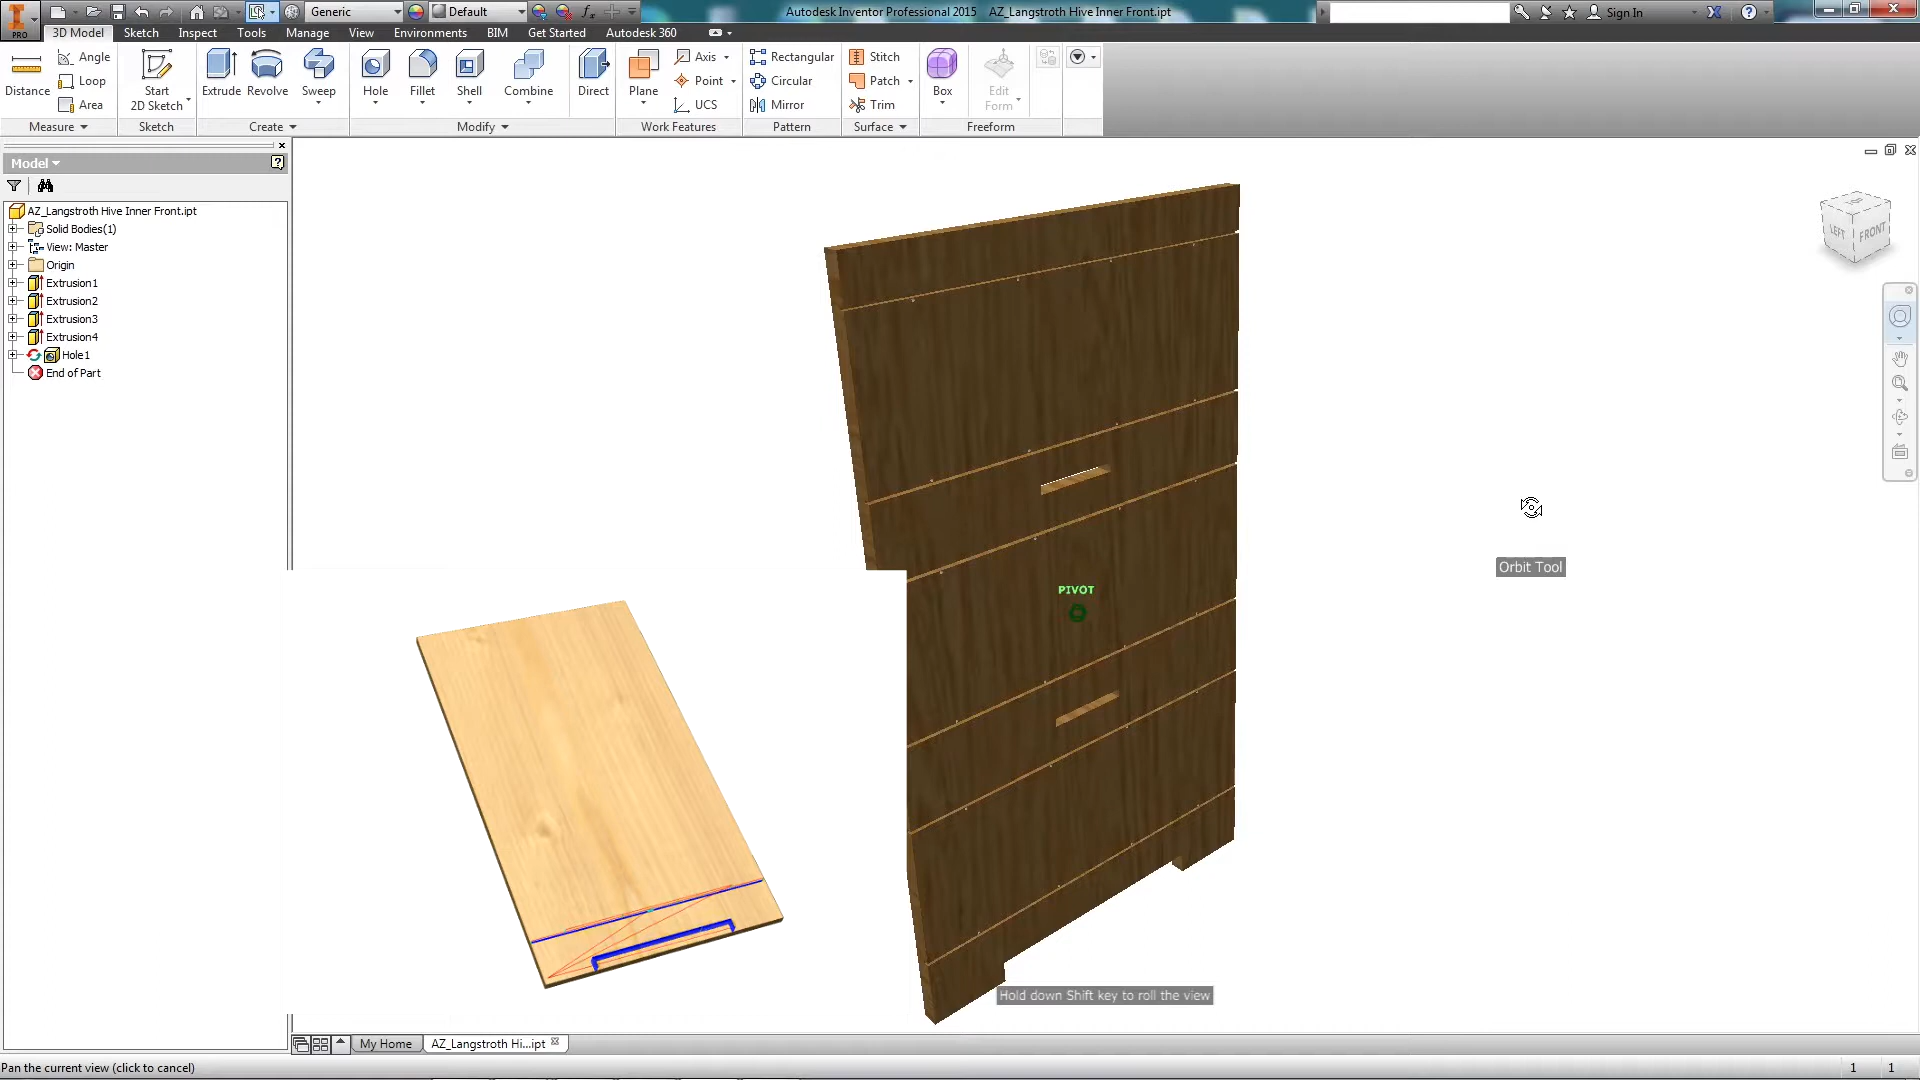 Generic
Default
Autodesk Inventor Professional 2015 AZ_Langstroth Hive Inner Front.ipt
Sign In
PRO
3D Model Sketch Inspect Tools Manage View Environments BIM Get Started Autodesk 360
Distance
Angle
Loop
Area
Measure
Start
2D Sketch
Sketch
Extrude Revolve Sweep
Create
Hole Fillet Shell Combine Direct
Modify
Plane
Axis
Point
UCS
Work Features
Rectangular
Circular
Mirror
Pattern
Stitch
Patch
Trim
Surface
Box
Edit
Form
Freeform
Model
AZ_Langstroth Hive Inner Front.ipt
Solid Bodies(1)
View: Master
Origin
Extrusion1
Extrusion2
Extrusion3
Extrusion4
Hole1
End of Part
LEFT FRONT
PIVOT
Orbit Tool
Hold down Shift key to roll the view
My Home AZ_Langstroth Hi...ipt
Pan the current view (click to cancel)
1 1